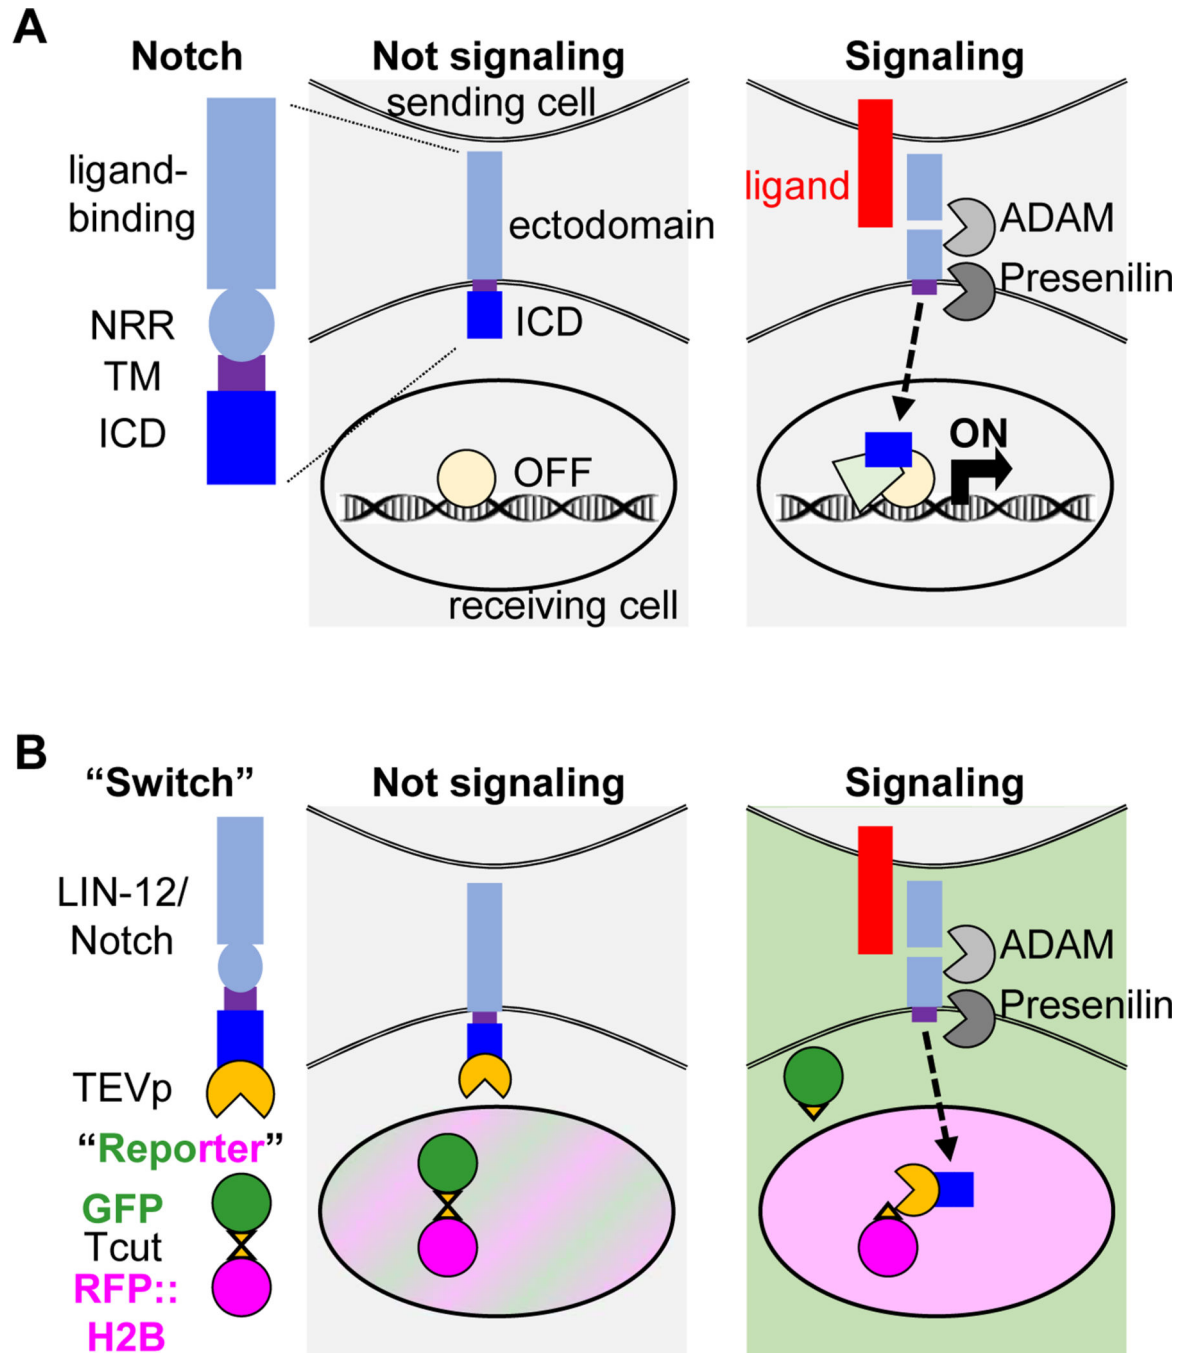 A
Notch
Not signaling
Signaling
sending cell
ligand-
binding
ligand
ectodomain
ADAM
Presenilin
NRR
ICD
TM
ICD
ON
OFF
receiving cell
B
“Switch”
Not signaling
Signaling
LIN-12/
Notch
ADAM
Presenilin
TEVp
“Reporter”
GFP
Tcut
RFP::
H2B